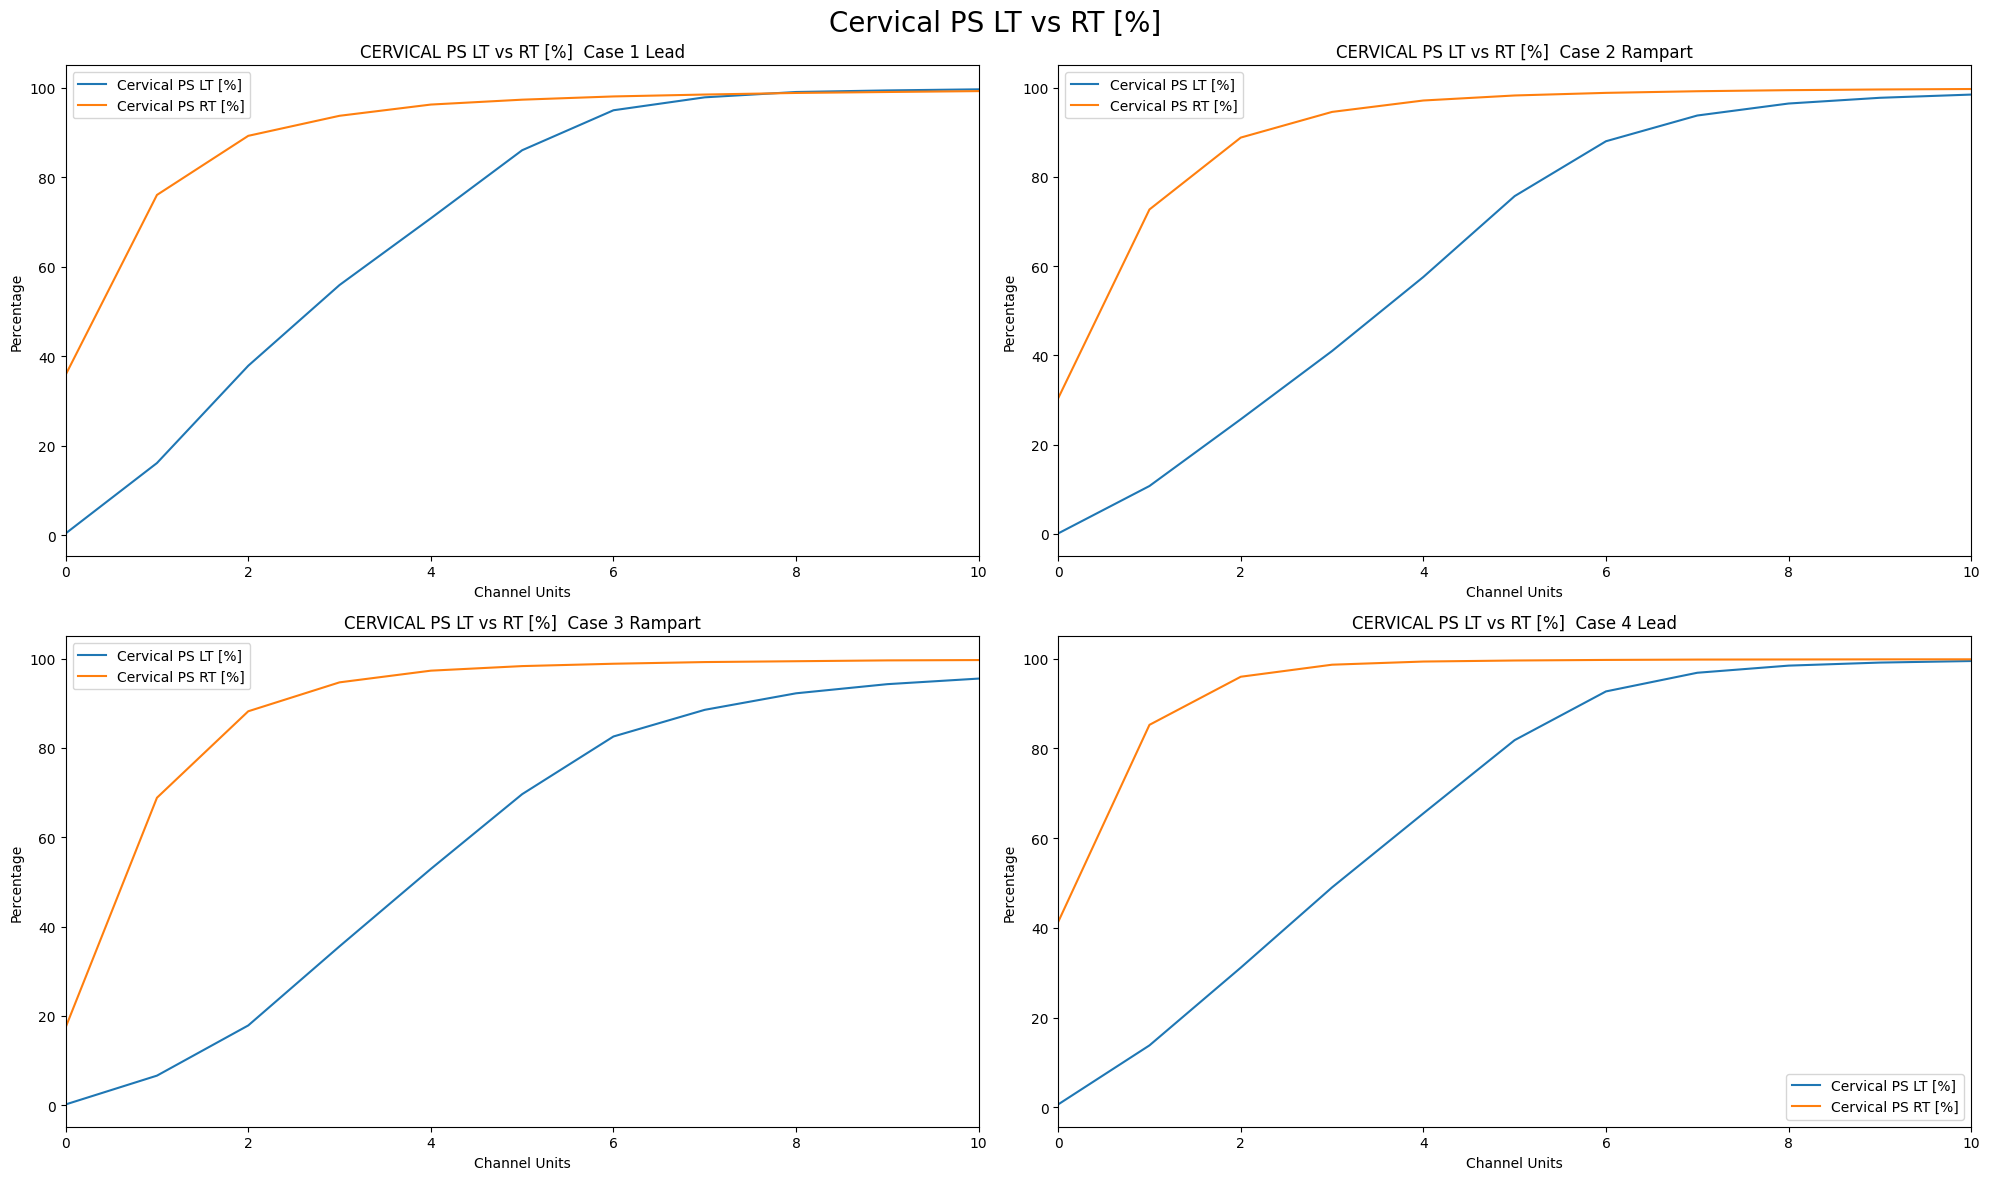 Cervical PS LT vs RT [%]
CERVICAL PS LT vs RT [%]  Case 1 Lead
Cervical PS LT [%]
Cervical PS RT [%]
100
80
60
40
20
0
Percentage
0 2 4 6 8 10
Channel Units
CERVICAL PS LT vs RT [%]  Case 2 Rampart
Cervical PS LT [%]
Cervical PS RT [%]
100
80
60
40
20
0
Percentage
0 2 4 6 8 10
Channel Units
CERVICAL PS LT vs RT [%]  Case 3 Rampart
Cervical PS LT [%]
Cervical PS RT [%]
100
80
60
40
20
0
Percentage
0 2 4 6 8 10
Channel Units
CERVICAL PS LT vs RT [%]  Case 4 Lead
100
80
60
40
20
0
Percentage
Cervical PS LT [%]
Cervical PS RT [%]
0 2 4 6 8 10
Channel Units